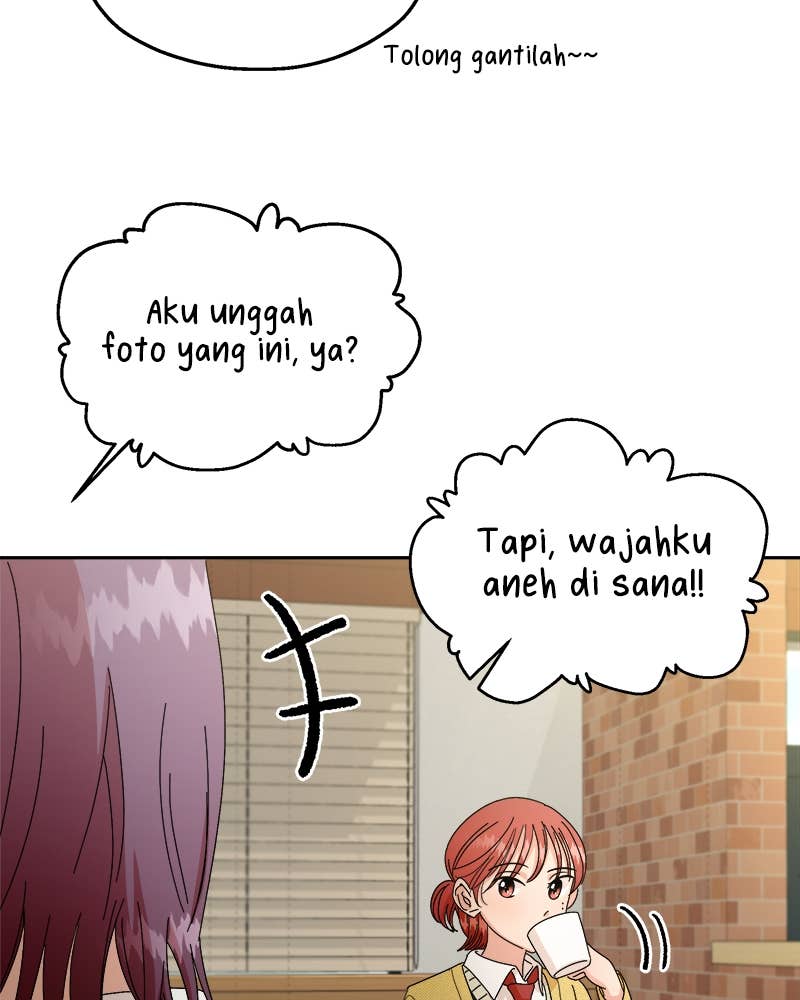 Tolong gantilah~~
Aku unggah
foto yang ini, ya?
Tapi, wajahku
aneh di sana!!